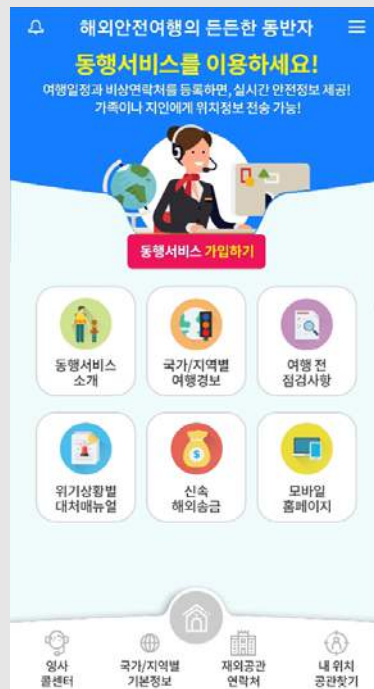 해외안전여행의 든든한 동반자
동행서비스를 이용하세요!
여행일정과 비상연락처를 등록하면, 실시간 안전정보 제공!
가족이나 지인에게 위치정보 전송 가능!
동행서비스 가입하기
동행서비스
소개
국가/지역별
여행경보
여행 전
점검사항
위기상황별
대처매뉴얼
신속
해외송금
모바일
홈페이지
영사
콜센터
국가/지역별
기본정보
재외공관
연락처
내 위치
공관찾기